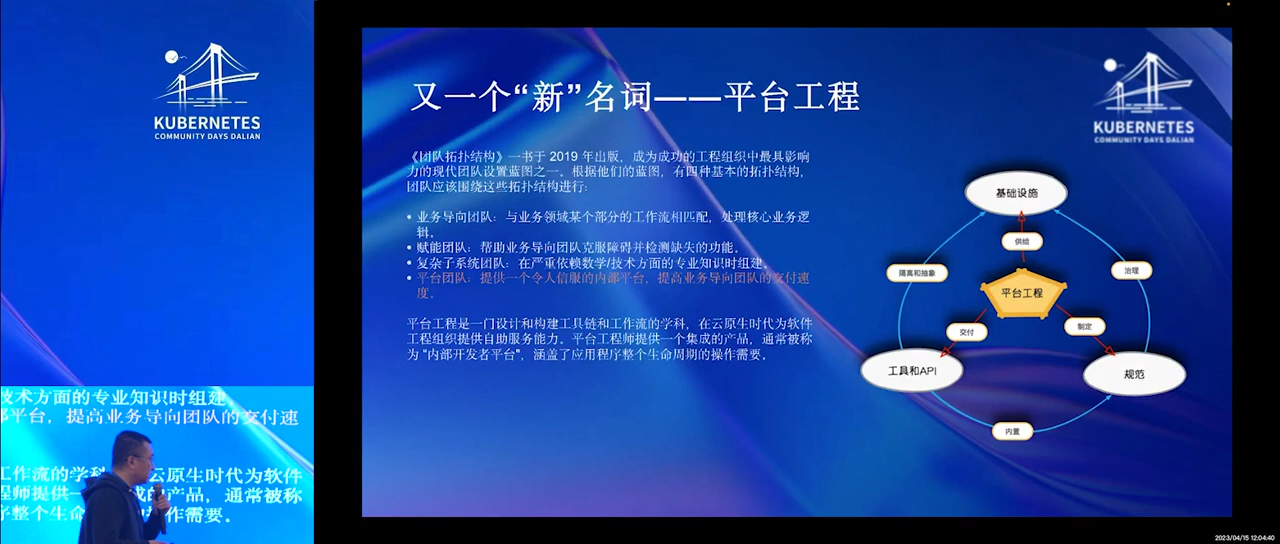 KUBERNETES
COMMUNITY DAYS DALIAN
技术方面的专业知识时组建。
部平台，提高业务导向团队的交付速
工作流的学科 云原生时代为软件
程师提供一 成的产品，通常被称
序整个生命 操作需要。
又一个“新”名词——平台工程
KUBERNETES
COMMUNITY DAYS DALIAN
《团队拓扑结构》一书于 2019 年出版，成为成功的工程组织中最具影响
力的现代团队设置蓝图之一。根据他们的蓝图，有四种基本的拓扑结构，
团队应该围绕这些拓扑结构进行：
• 业务导向团队：与业务领域某个部分的工作流相匹配，处理核心业务逻
辑。
• 赋能团队：帮助业务导向团队克服障碍并检测缺失的功能。
• 复杂子系统团队：在严重依赖数学/技术方面的专业知识时组建。
• 平台团队：提供一个令人信服的内部平台，提高业务导向团队的交付速
度。
平台工程是一门设计和构建工具链和工作流的学科，在云原生时代为软件
工程组织提供自助服务能力。平台工程师提供一个集成的产品，通常被称
为 "内部开发者平台"，涵盖了应用程序整个生命周期的操作需要。
基础设施
供给
隔离和抽象
治理
平台工程
交付
制定
工具和API
规范
内置
2023/04/15 12:04:40